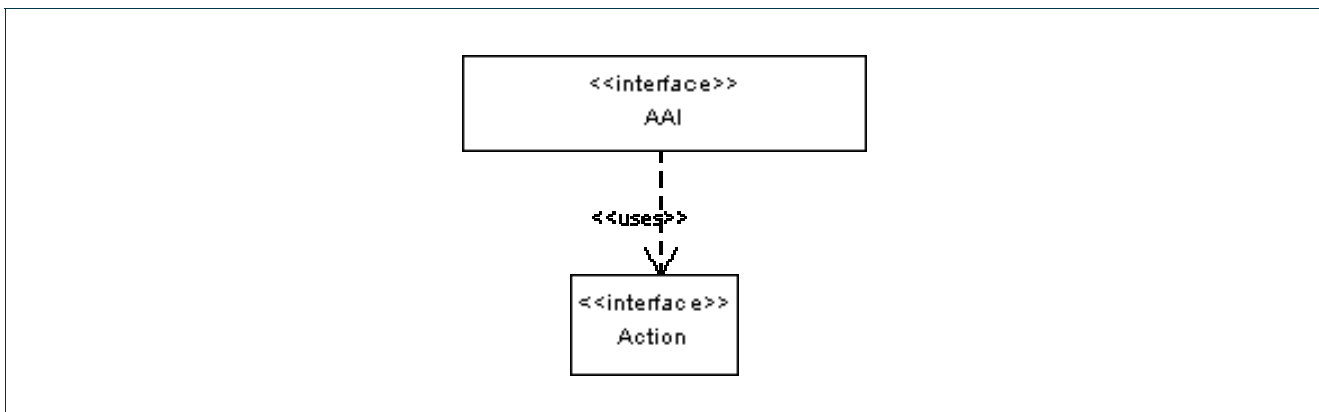 <<interface>>
AAI
<<uses>>
<<interface>>
Action